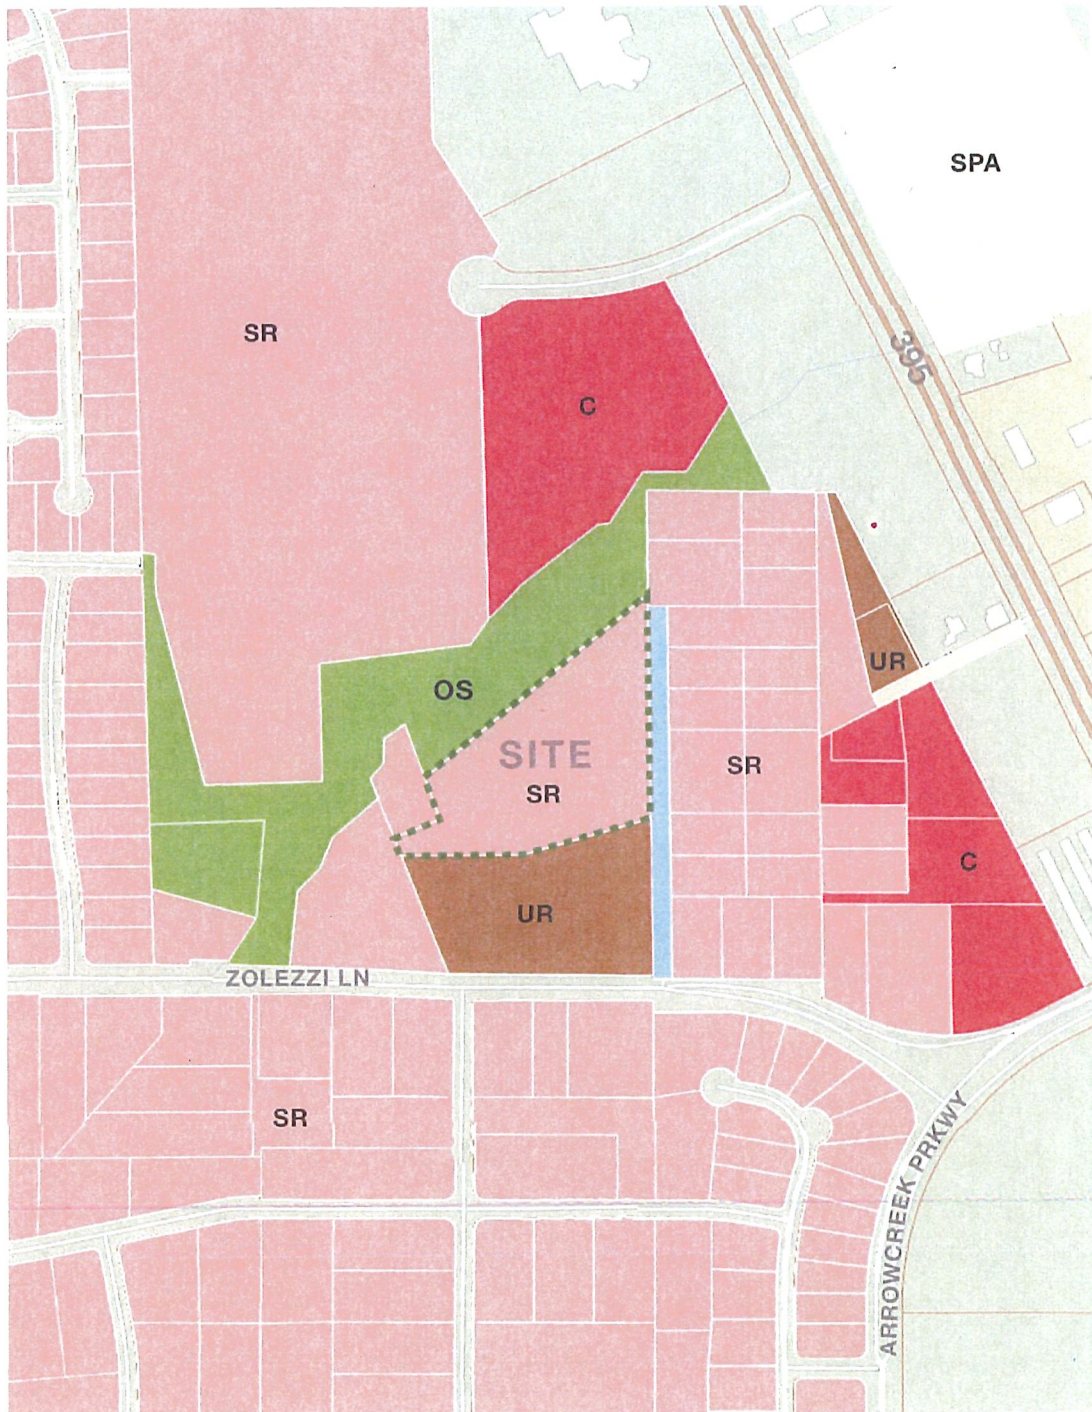 SPA
SR
395
C
UR
OS
SITE
SR
SR
C
UR
ZOLEZZI LN
SR
ARROWCREEK PRKWY